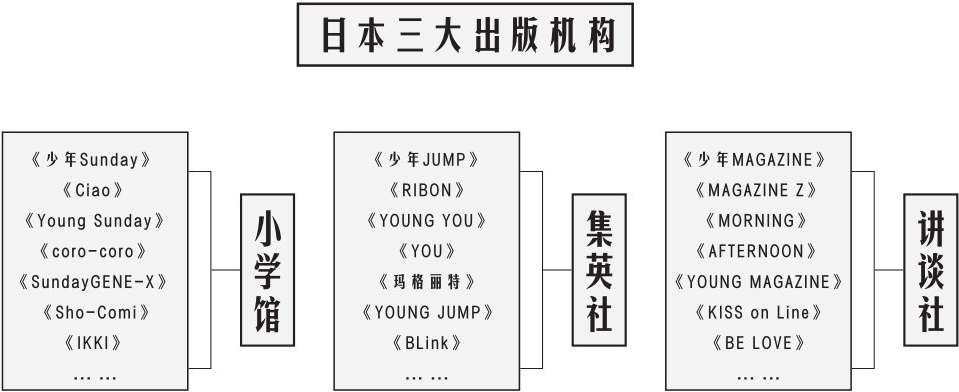 日本三大出版机构
《少年Sunday》
《Ciao》
《Young Sunday》
《coro-coro》
《SundayGENE-X》
《Sho-Comi》
《IKKI》
... ...
小学馆
《少年JUMP》
《RIBON》
《YOUNG YOU》
《YOU》
《玛格丽特》
《YOUNG JUMP》
《BLink》
... ...
集英社
《少年MAGAZINE》
《MAGAZINE Z》
《MORNING》
《AFTERNOON》
《YOUNG MAGAZINE》
《KISS on Line》
《BE LOVE》
... ...
讲谈社